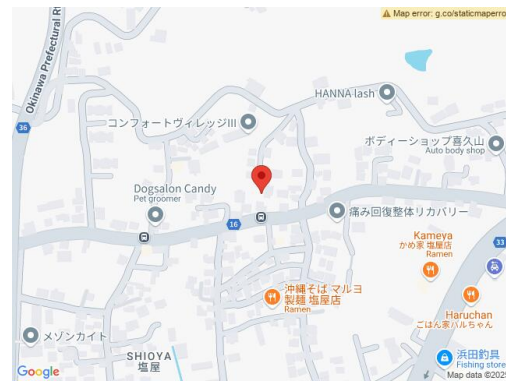 Map error: g.co/staticmaperro
Okinawa Prefectural R
36
HANNA lash
コンフォートヴィレッジIII
ボディーショップ喜久山
Auto body shop
Dogsalon Candy
Pet groomer
16
痛み回復整体リカバリー
Kameya
かめ家 塩屋店
Ramen
33
沖縄そば マルヨ
製麺 塩屋店
Ramen
Haruchan
ごはん家ハルちゃん
メゾンカイト
SHIOYA
塩屋
浜田釣具
Fishing store
Google
Map data ©202